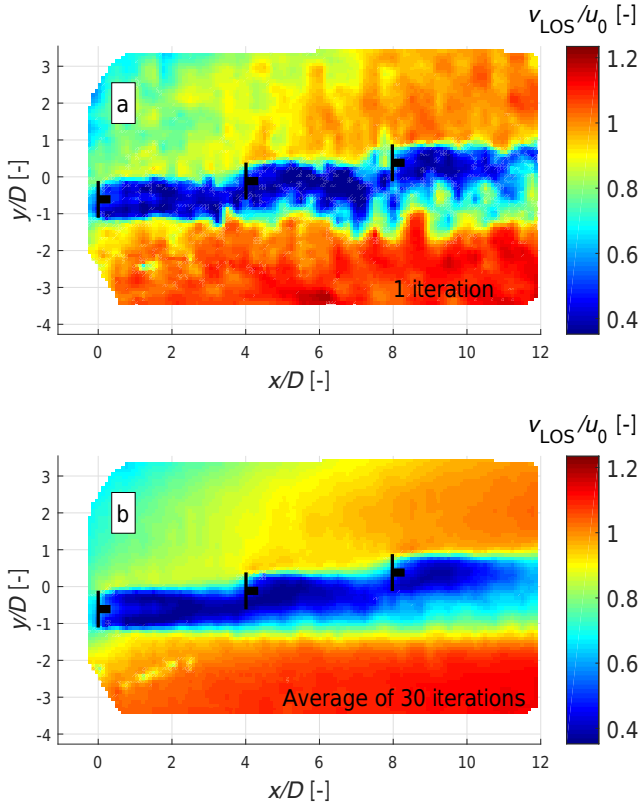 v_LOS/u_0 [-]
a
3
2
1
0
-1
-2
-3
-4
y/D [-]
1 iteration
0 2 4 6 8 10 12
x/D [-]
1.2
1
0.8
0.6
0.4
v_LOS/u_0 [-]
b
3
2
1
0
-1
-2
-3
-4
y/D [-]
Average of 30 iterations
0 2 4 6 8 10 12
x/D [-]
1.2
1
0.8
0.6
0.4